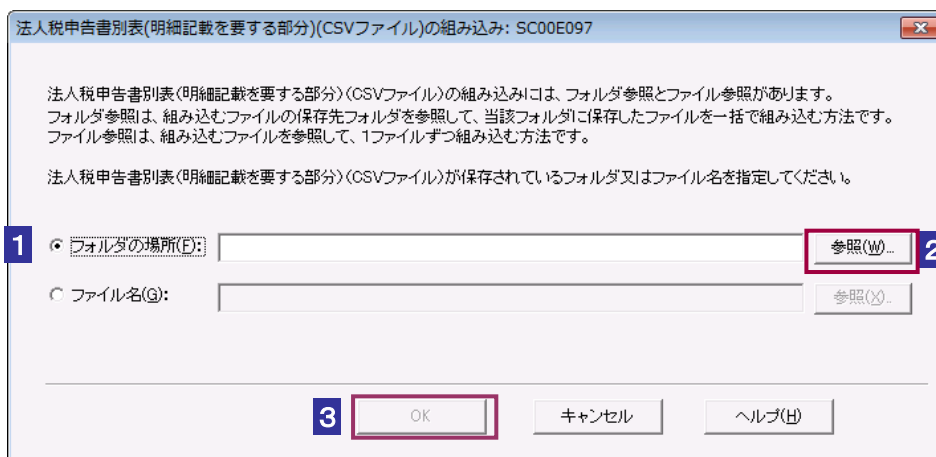 法人税申告書別表(明細記載を要する部分)(CSVファイル)の組み込み: SC00E097
法人税申告書別表(明細記載を要する部分)(CSVファイル)の組み込みには、フォルダ参照とファイル参照があります。
フォルダ参照は、組み込むファイルの保存先フォルダを参照して、当該フォルダに保存したファイルを一括で組み込む方法です。
ファイル参照は、組み込むファイルを参照して、1ファイルずつ組み込む方法です。
法人税申告書別表(明細記載を要する部分)(CSVファイル)が保存されているフォルダ又はファイル名を指定してください。
1 フォルダの場所(F): 参照(W)... 2
ファイル名(G): 参照(X)...
3 OK キャンセル ヘルプ(H)